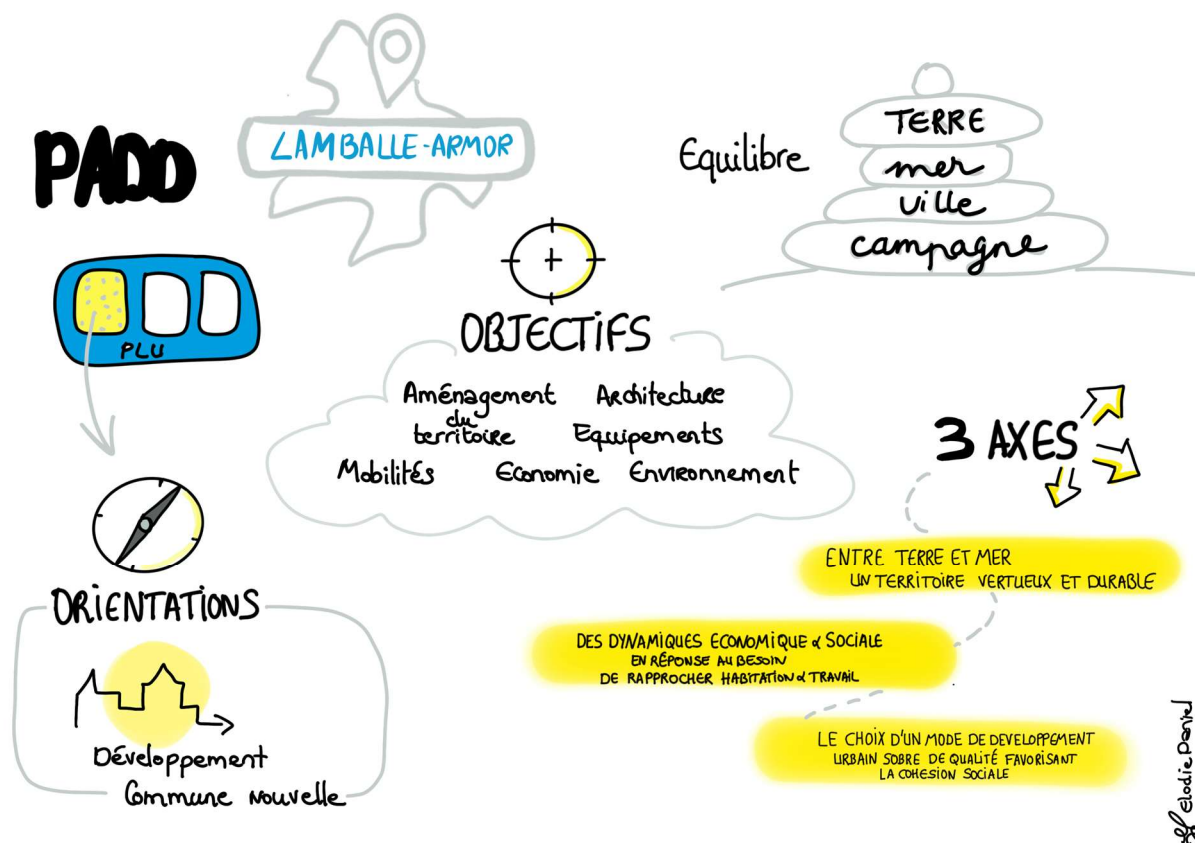 PADD
LAMBALLE-ARMOR
Equilibre
TERRE
mer
ville
campagne
PLU
OBJECTIFS
Aménagement
du
territoire
Architecture
Equipements
Mobilités
Economie
Environnement
ORIENTATIONS
Développement
Commune nouvelle
3 AXES
ENTRE TERRE ET MER
UN TERRITOIRE VERTUEUX ET DURABLE
DES DYNAMIQUES ECONOMIQUE & SOCIALE
EN RÉPONSE AU BESOIN
DE RAPPROCHER HABITATION & TRAVAIL
LE CHOIX D'UN MODE DE DEVELOPPEMENT
URBAIN SOBRE DE QUALITÉ FAVORISANT
LA COHESION SOCIALE
Elodie Daniel